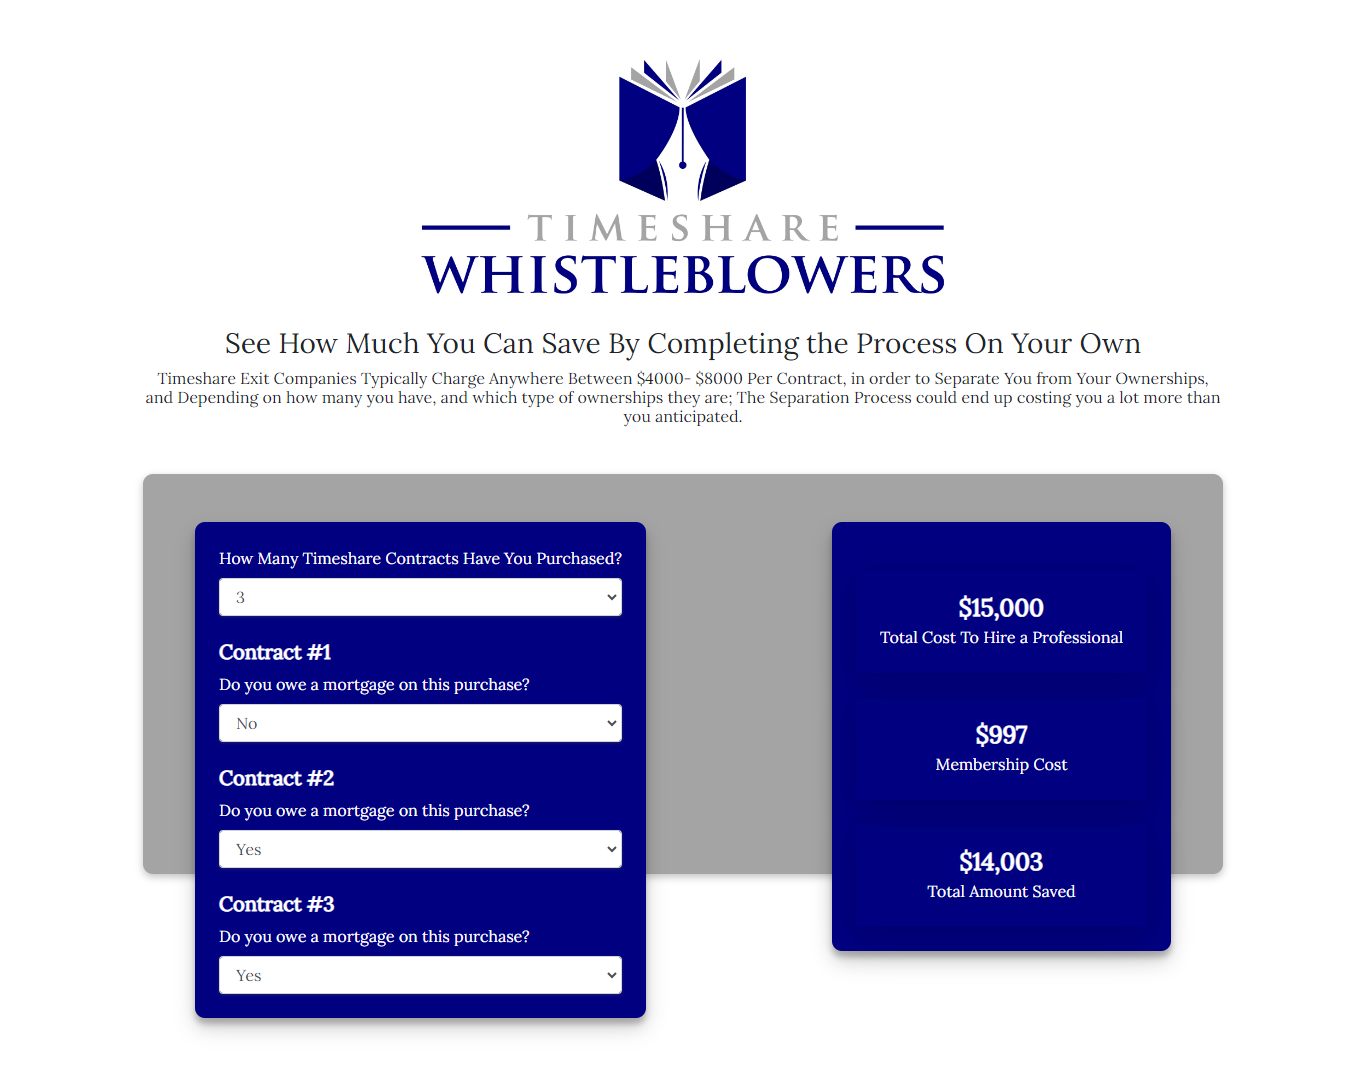 TIMESHARE
WHISTLEBLOWERS
See How Much You Can Save By Completing the Process On Your Own
Timeshare Exit Companies Typically Charge Anywhere Between $4000- $8000 Per Contract, in order to Separate You from Your Ownerships,
and Depending on how many you have, and which type of ownerships they are; The Separation Process could end up costing you a lot more than
you anticipated.
How Many Timeshare Contracts Have You Purchased?
3
Contract #1
Do you owe a mortgage on this purchase?
No
Contract #2
Do you owe a mortgage on this purchase?
Yes
Contract #3
Do you owe a mortgage on this purchase?
Yes
$15,000
Total Cost To Hire a Professional
$997
Membership Cost
$14,003
Total Amount Saved